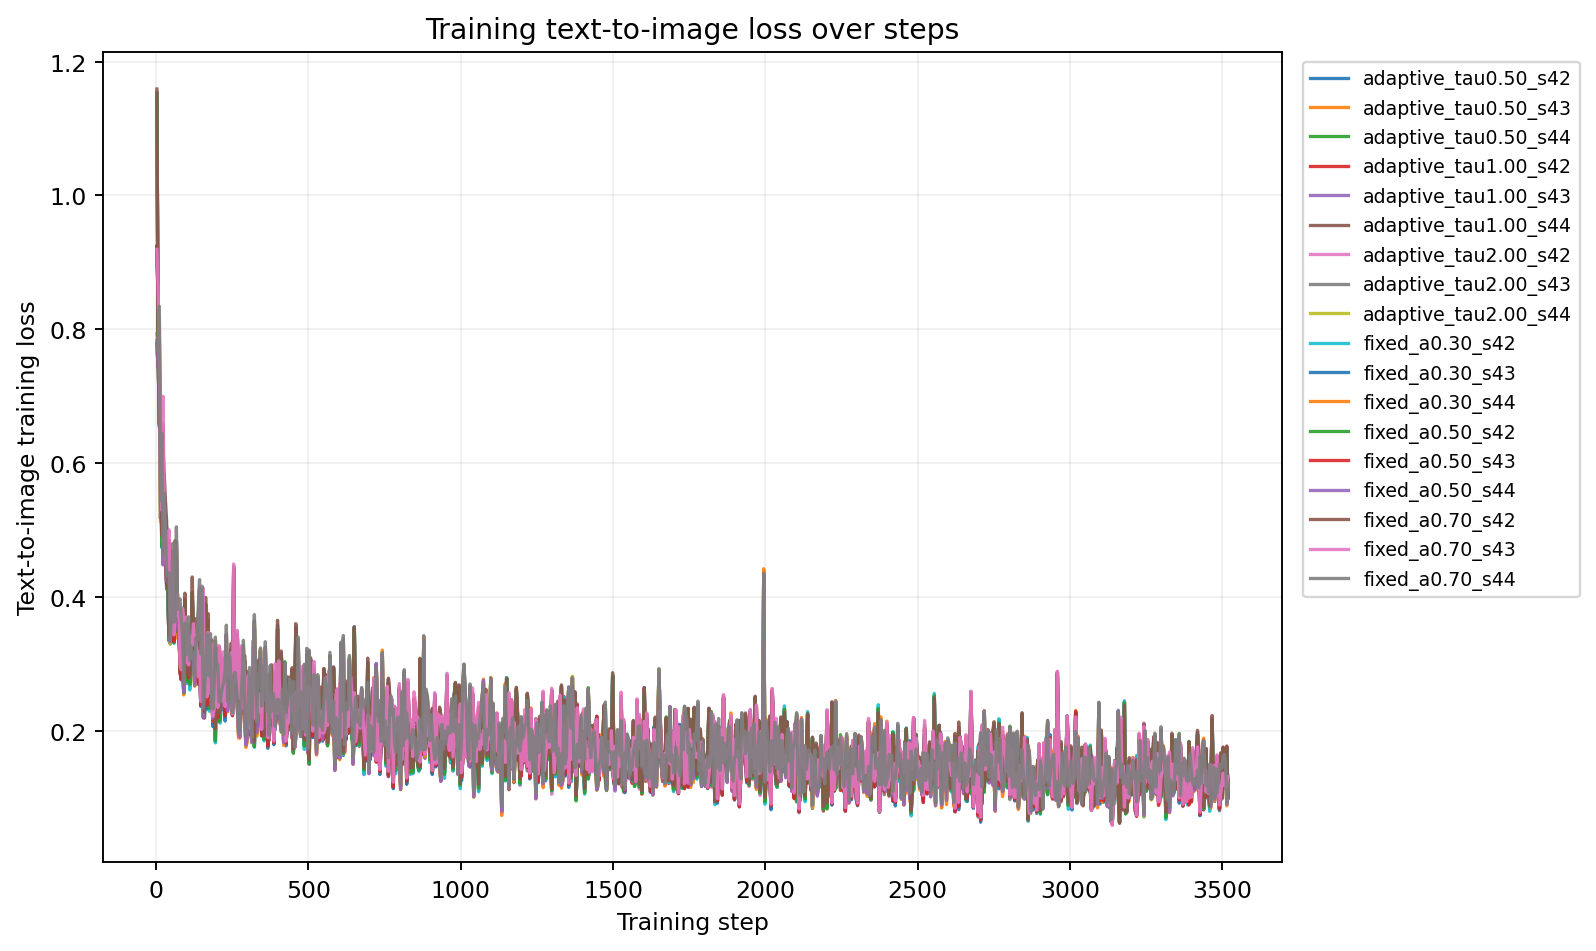 Training text-to-image loss over steps
Text-to-image training loss
1.2
1.0
0.8
0.6
0.4
0.2
0
500
1000
1500
2000
2500
3000
3500
Training step
adaptive_tau0.50_s42
adaptive_tau0.50_s43
adaptive_tau0.50_s44
adaptive_tau1.00_s42
adaptive_tau1.00_s43
adaptive_tau1.00_s44
adaptive_tau2.00_s42
adaptive_tau2.00_s43
adaptive_tau2.00_s44
fixed_a0.30_s42
fixed_a0.30_s43
fixed_a0.30_s44
fixed_a0.50_s42
fixed_a0.50_s43
fixed_a0.50_s44
fixed_a0.70_s42
fixed_a0.70_s43
fixed_a0.70_s44